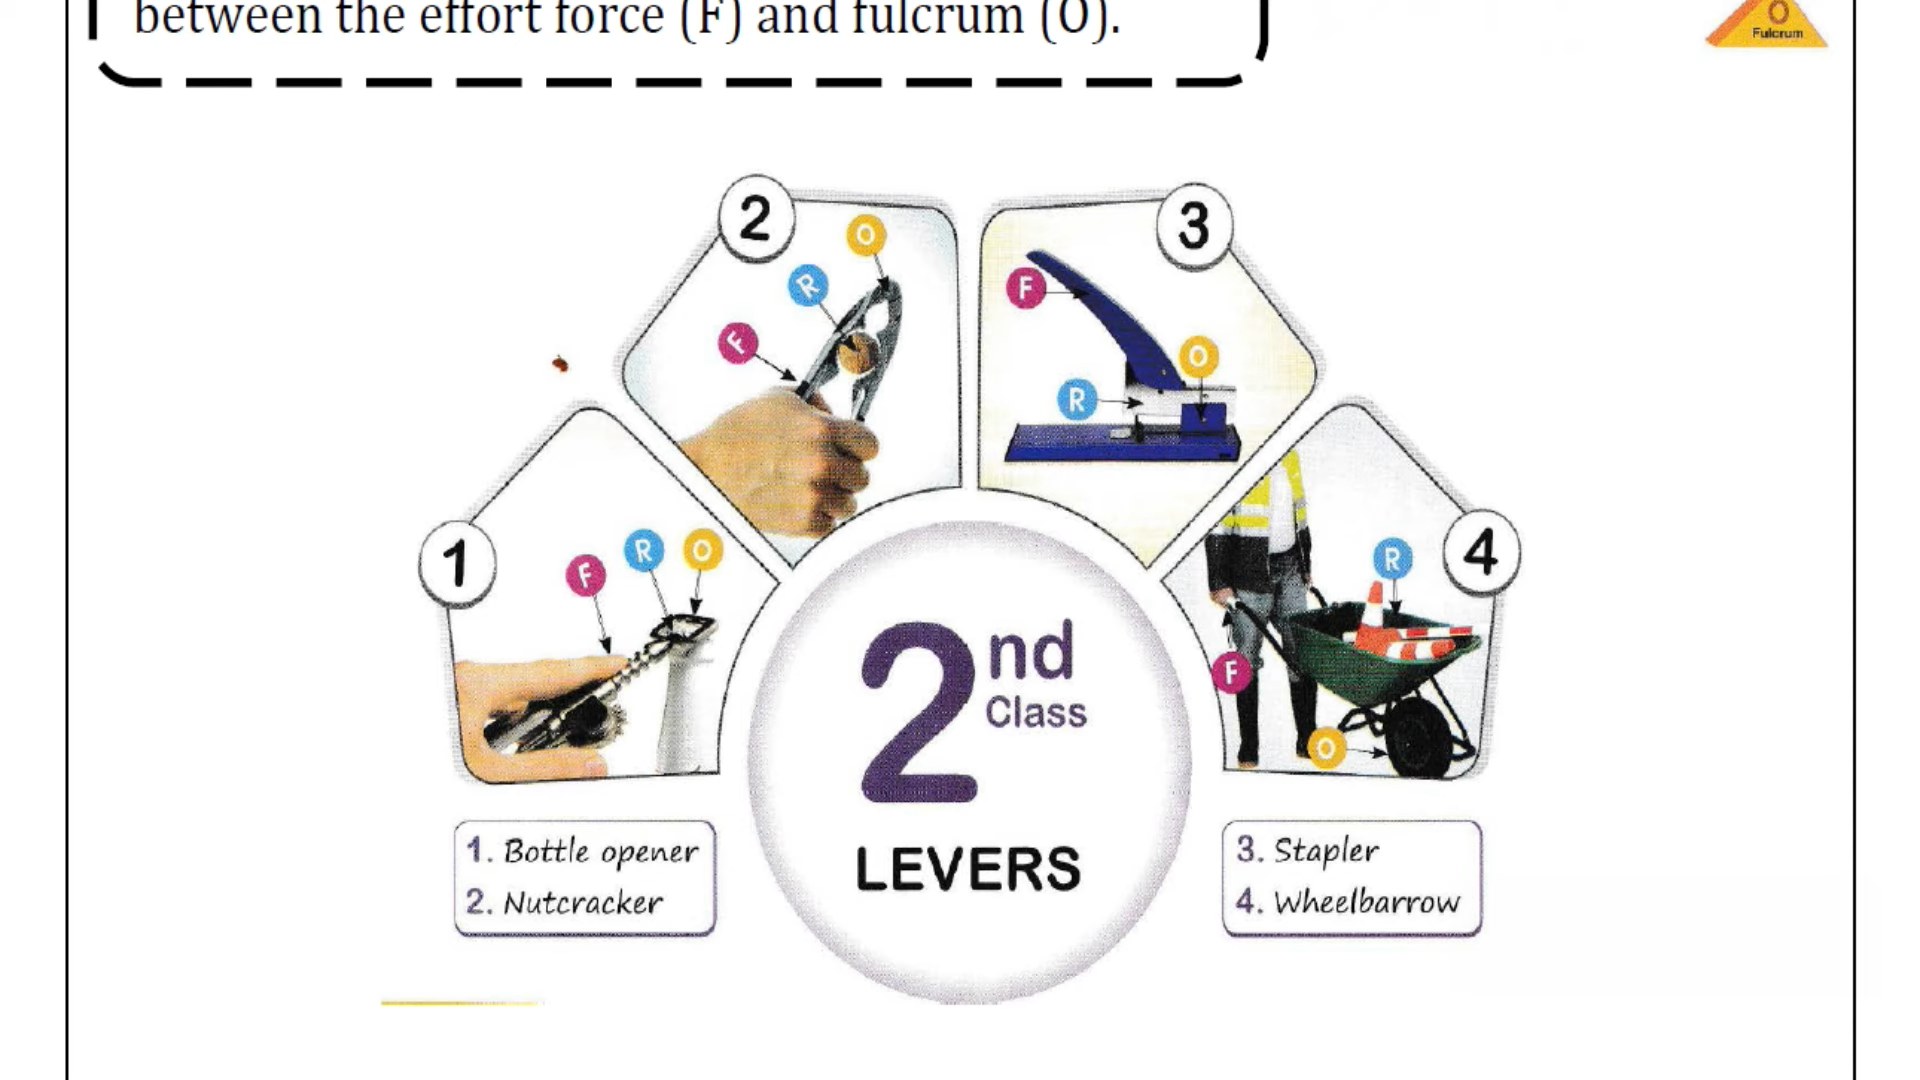 between the effort force (F) and fulcrum (O).
O
Fulcrum
2
O
R
F
3
F
O
R
1
F
R
O
4
R
F
O
2nd
Class
LEVERS
1. Bottle opener
2. Nutcracker
3. Stapler
4. Wheelbarrow